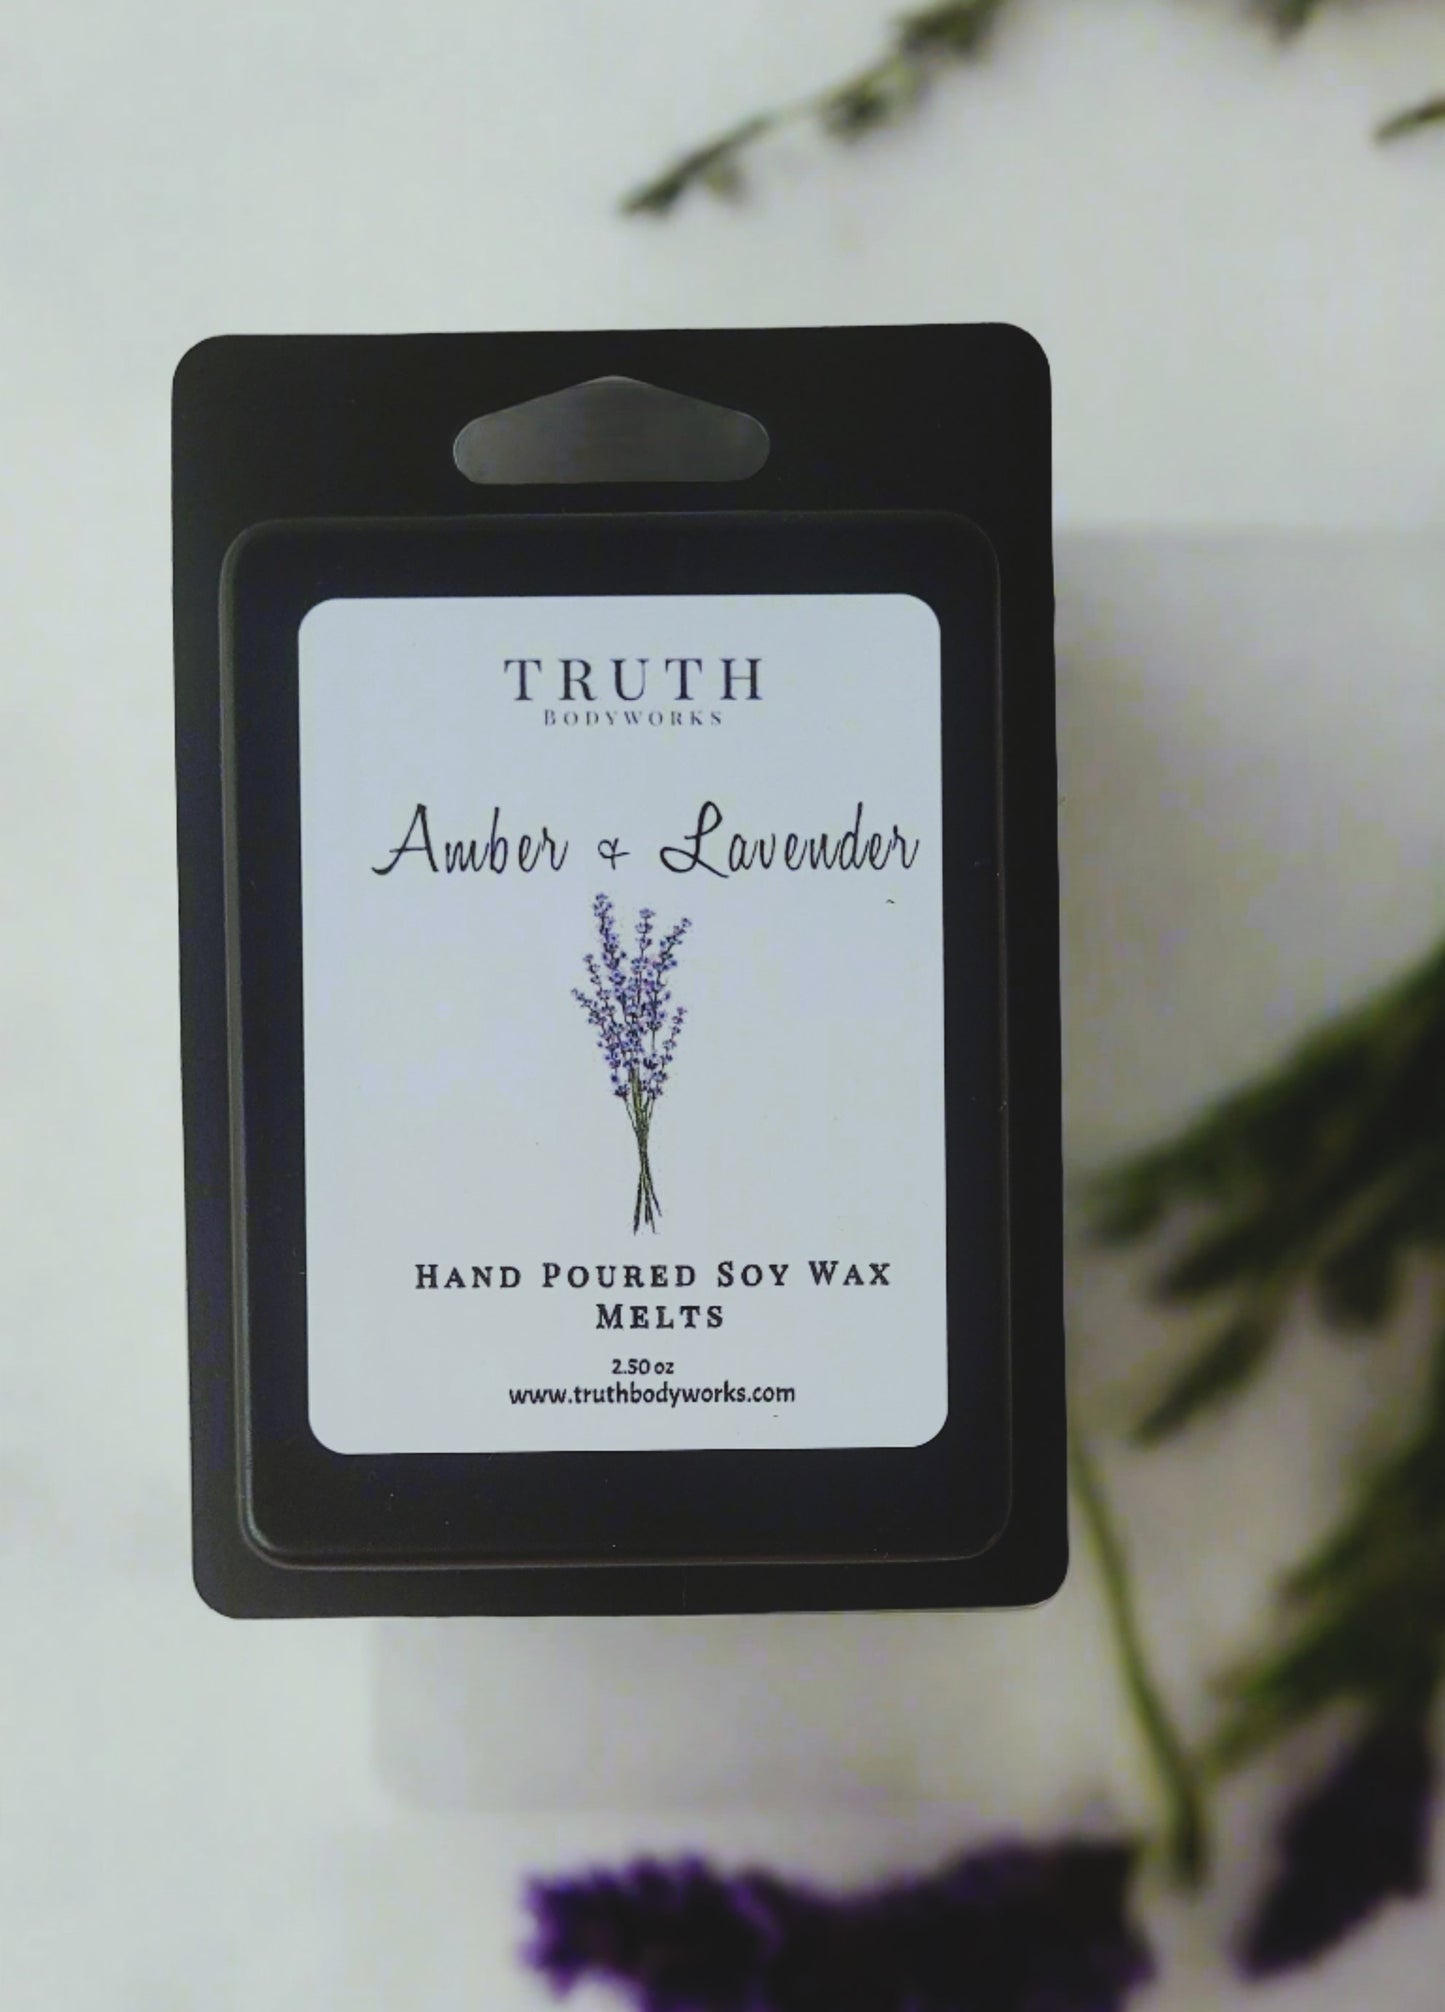 TRUTH
BODYWORKS
Amber & Lavender
HAND POURED SOY WAX
MELTS
2.50 oz
www.truthbodyworks.com